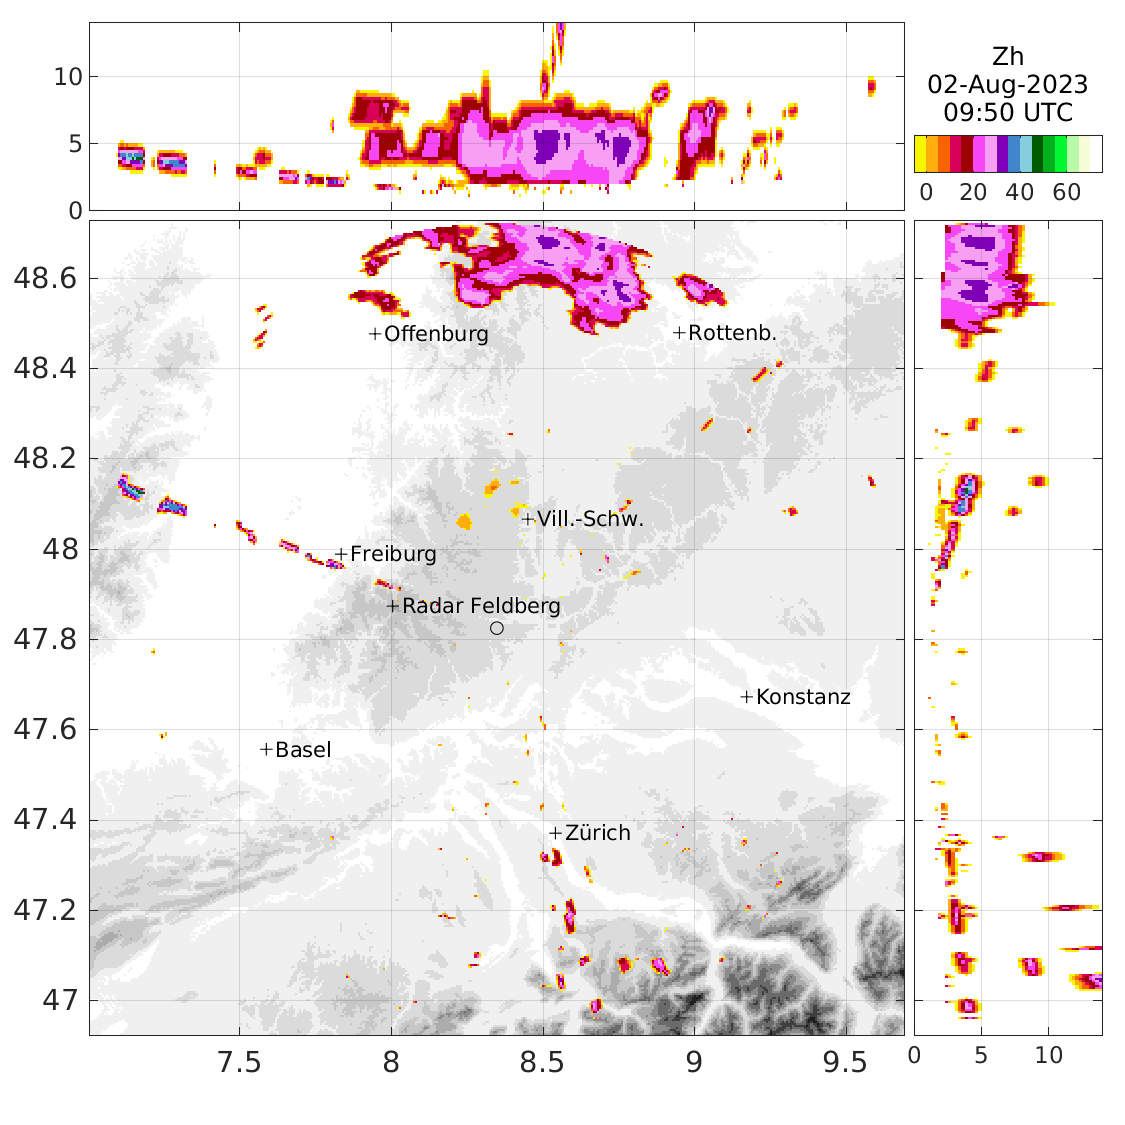 Zh
02-Aug-2023
09:50 UTC
0 20 40 60
10
5
0
48.6
48.4
48.2
48
47.8
47.6
47.4
47.2
47
+Offenburg
+Rottenb.
+Vill.-Schw.
+Freiburg
+Radar Feldberg
+Konstanz
+Basel
+Zürich
7.5 8 8.5 9 9.5
0 5 10